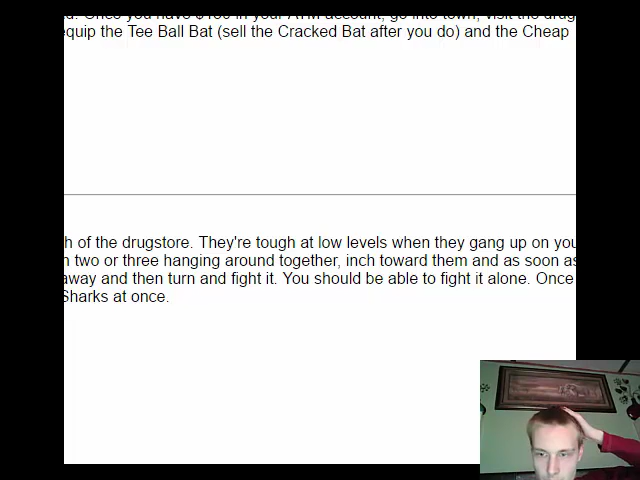 d. Once you have $100 in your ATM account, go into town, visit the drug
equip the Tee Ball Bat (sell the Cracked Bat after you do) and the Cheap
h of the drugstore. They're tough at low levels when they gang up on you
n two or three hanging around together, inch toward them and as soon as
away and then turn and fight it. You should be able to fight it alone. Once
Sharks at once.